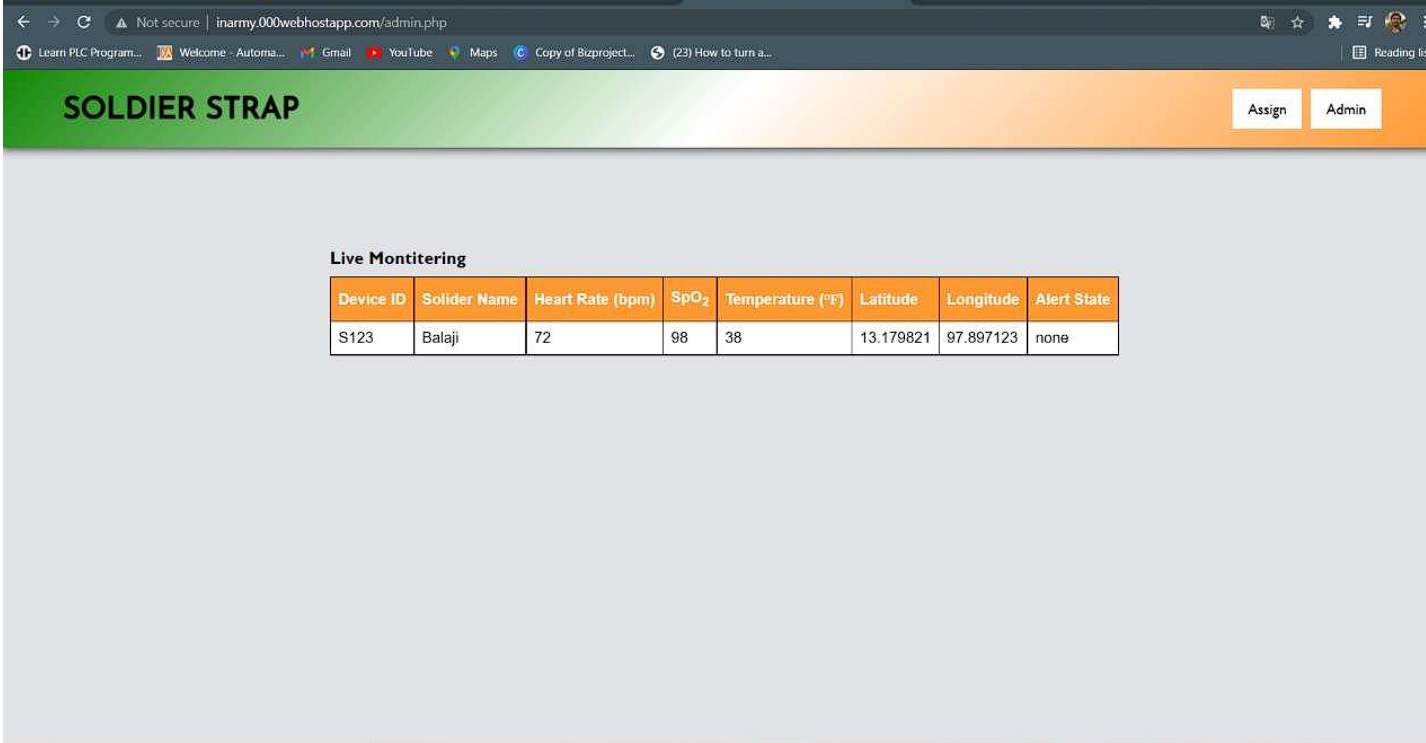 Not secure | inarmy.000webhostapp.com/admin.php
Learn PLC Program... Welcome - Automa... Gmail YouTube Maps Copy of Bizproject... (23) How to turn a... Reading lis
SOLDIER STRAP Assign Admin
Live Montitering
Device ID Solider Name Heart Rate (bpm) SpO₂ Temperature (°F) Latitude Longitude Alert State
S123 Balaji 72 98 38 13.179821 97.897123 none